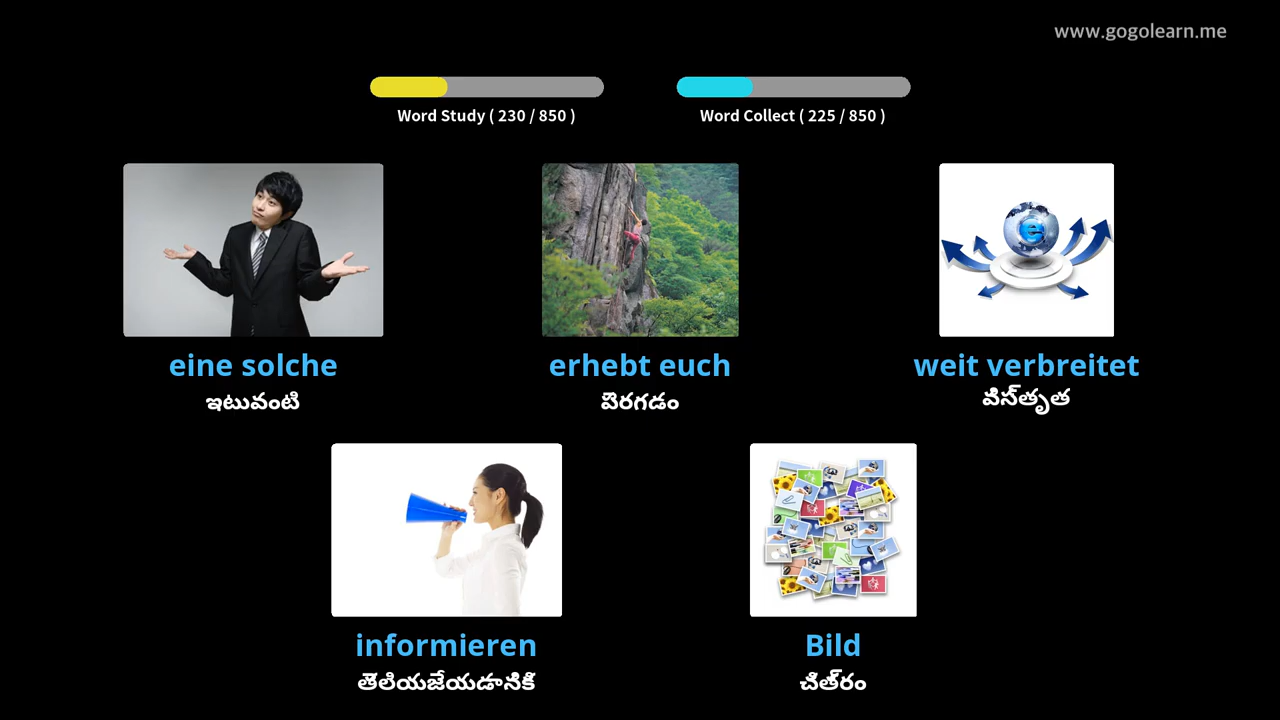 www.gogolearn.me
Word Study ( 230 / 850 )
Word Collect ( 225 / 850 )
eine solche
ఇటువంటి
erhebt euch
పెరగడం
weit verbreitet
విస్తృత
informieren
తెలియజేయడానికి
Bild
చిత్రం